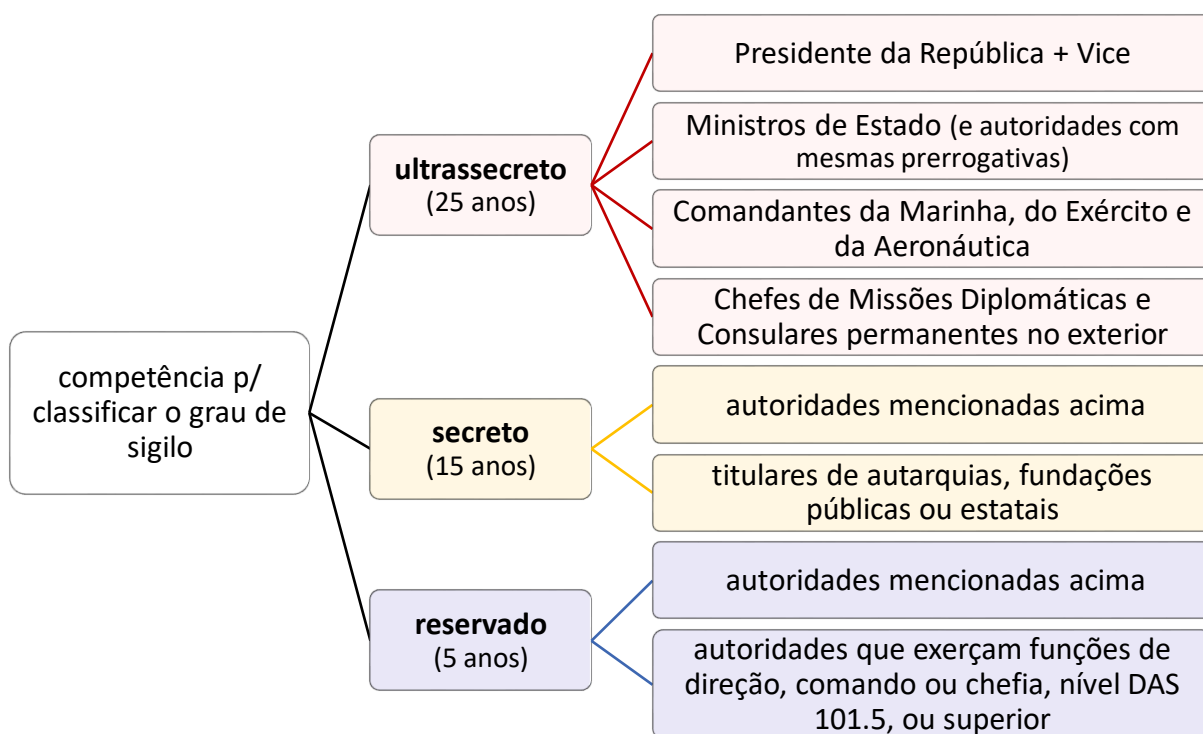 competência p/
classificar o grau de
sigilo
ultrassecreto
(25 anos)
Presidente da República + Vice
Ministros de Estado (e autoridades com
mesmas prerrogativas)
Comandantes da Marinha, do Exército e
da Aeronáutica
Chefes de Missões Diplomáticas e
Consulares permanentes no exterior
secreto
(15 anos)
autoridades mencionadas acima
titulares de autarquias, fundações
públicas ou estatais
reservado
(5 anos)
autoridades mencionadas acima
autoridades que exerçam funções de
direção, comando ou chefia, nível DAS
101.5, ou superior